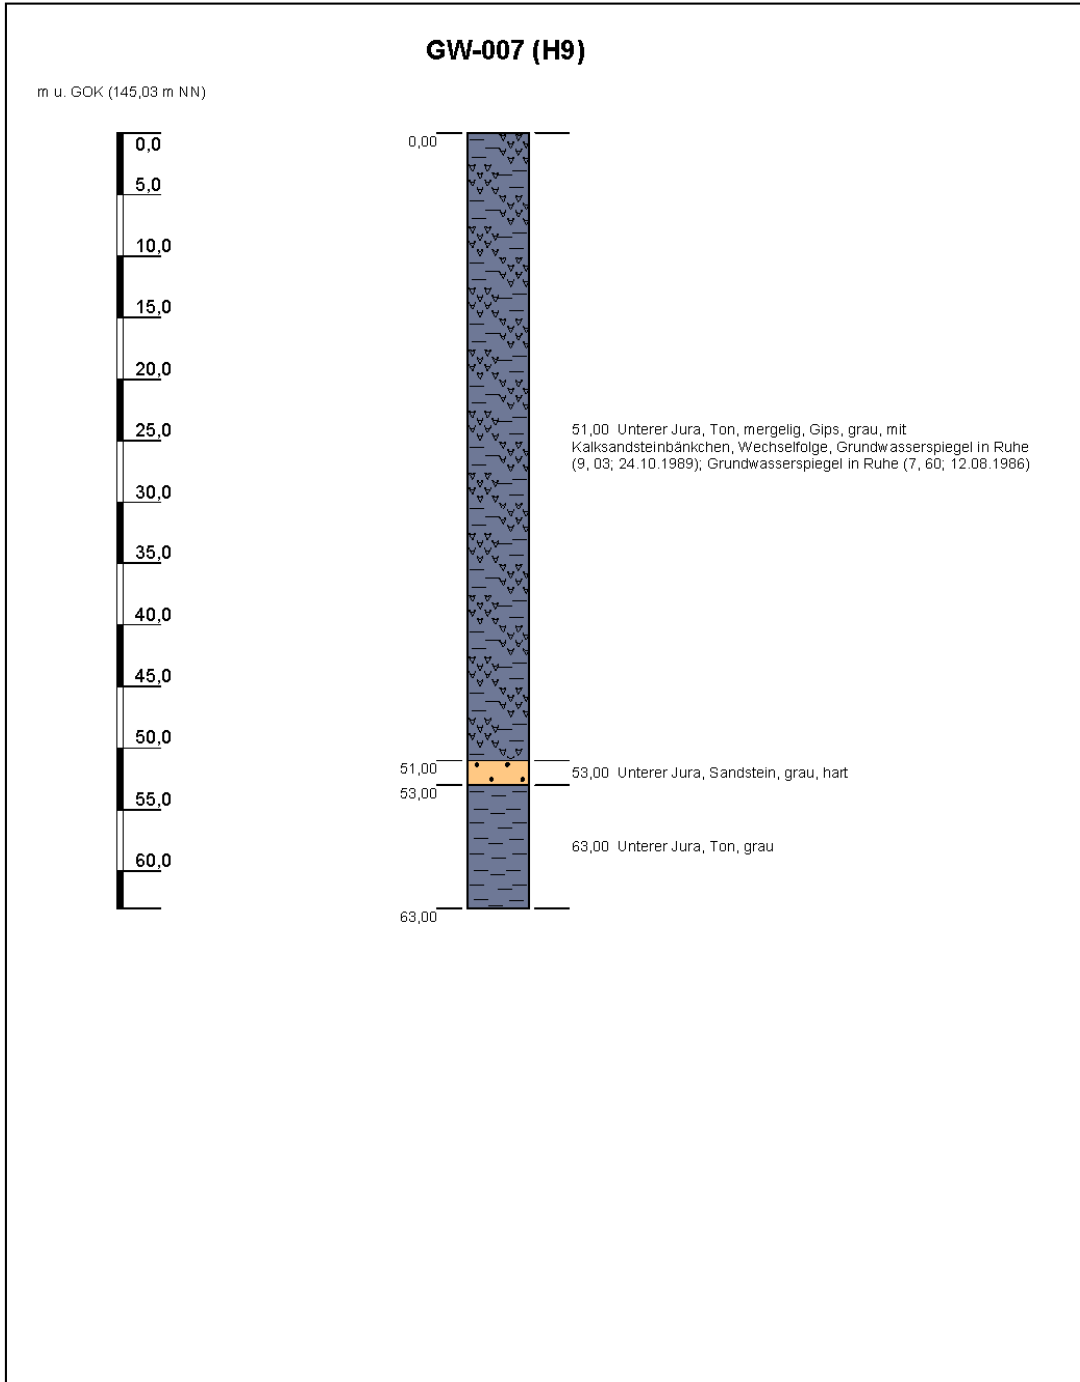 GW-007 (H9)
m u. GOK (145,03 m NN)
0,0
5,0
10,0
15,0
20,0
25,0
30,0
35,0
40,0
45,0
50,0
55,0
60,0
0,00
51,00
53,00
63,00
51,00 Unterer Jura, Ton, mergelig, Gips, grau, mit
Kalksandsteinbänkchen, Wechselfolge, Grundwasserspiegel in Ruhe
(9, 03; 24.10.1989); Grundwasserspiegel in Ruhe (7, 60; 12.08.1986)
53,00 Unterer Jura, Sandstein, grau, hart
63,00 Unterer Jura, Ton, grau